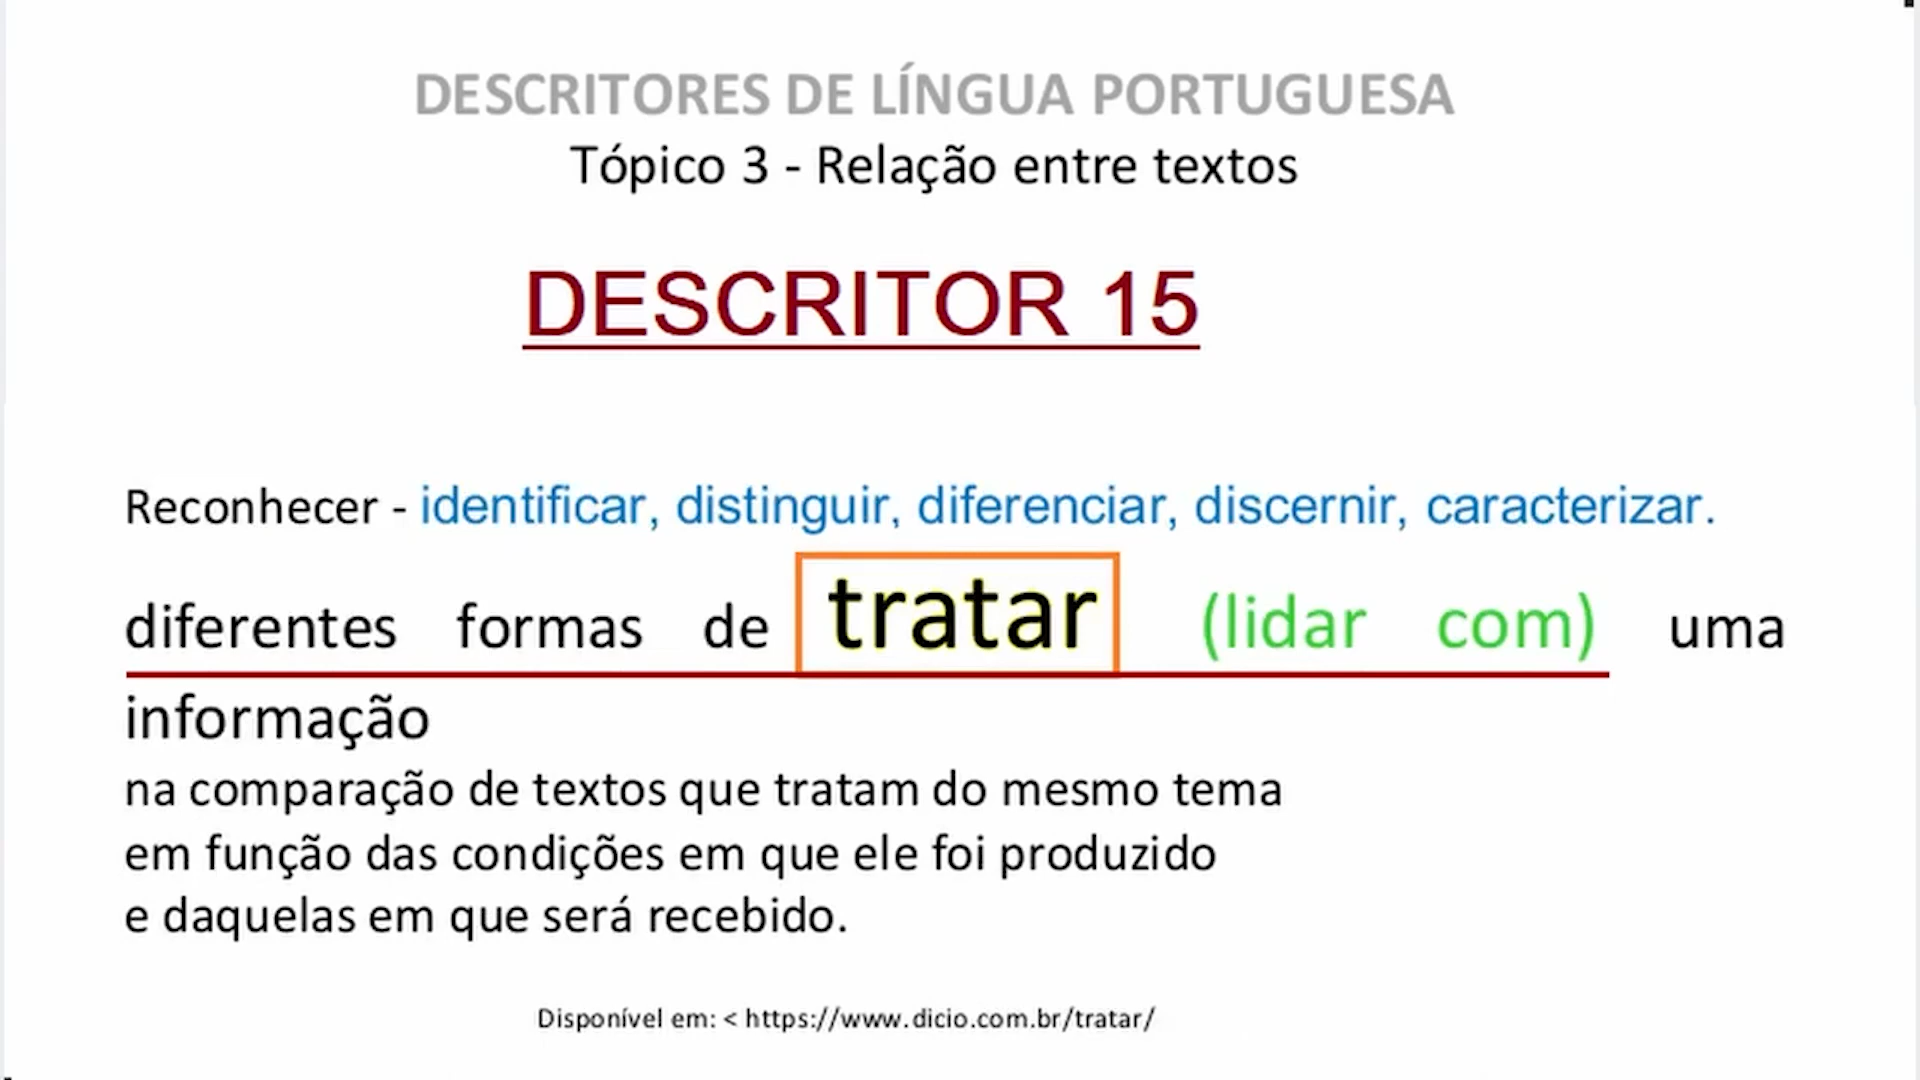 DESCRITORES DE LÍNGUA PORTUGUESA
Tópico 3 - Relação entre textos
DESCRITOR 15
Reconhecer - identificar, distinguir, diferenciar, discernir, caracterizar.
diferentes formas de tratar (lidar com) uma
informação
na comparação de textos que tratam do mesmo tema
em função das condições em que ele foi produzido
e daquelas em que será recebido.
Disponível em: < https://www.dicio.com.br/tratar/